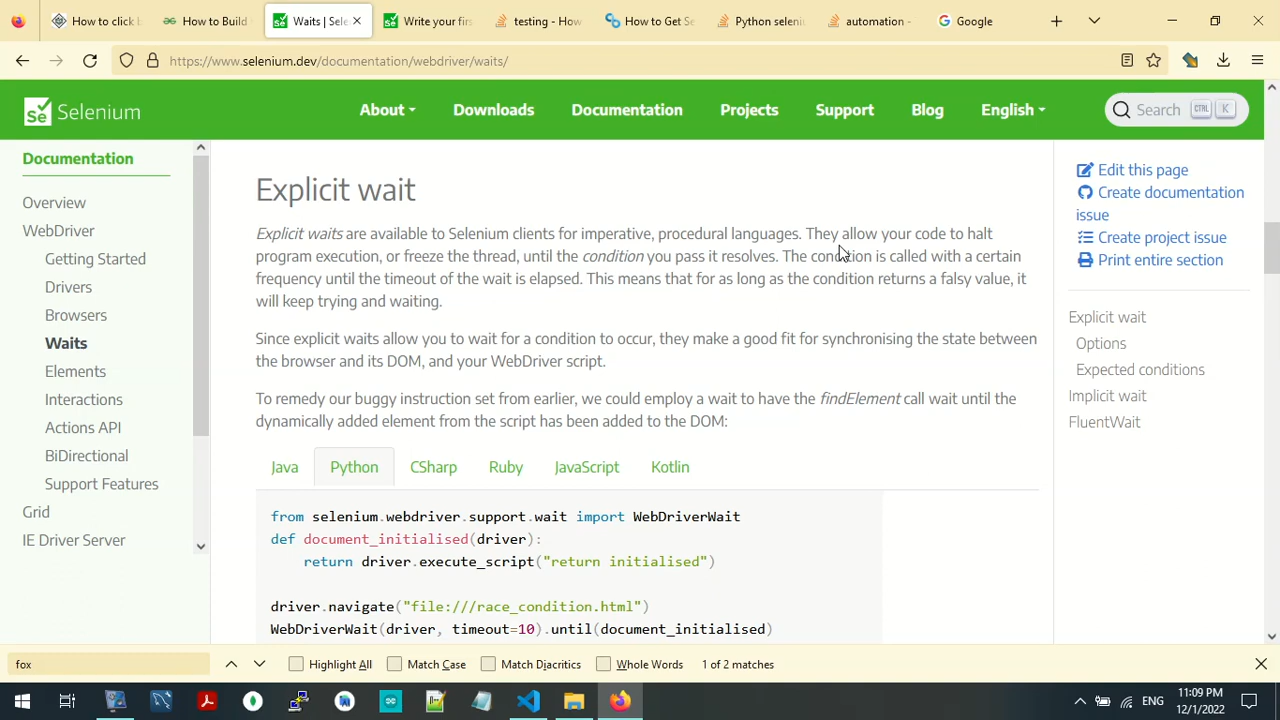 How to click b
How to Build
Waits | Sele
Write your firs
testing - How
How to Get Se
Python seleni
automation -
Google
https://www.selenium.dev/documentation/webdriver/waits/
Se Selenium
About
Downloads
Documentation
Projects
Support
Blog
English
Search CTRL K
Documentation
Overview
WebDriver
Getting Started
Drivers
Browsers
Waits
Elements
Interactions
Actions API
BiDirectional
Support Features
Grid
IE Driver Server
Explicit wait
Explicit waits are available to Selenium clients for imperative, procedural languages. They allow your code to halt
program execution, or freeze the thread, until the condition you pass it resolves. The condition is called with a certain
frequency until the timeout of the wait is elapsed. This means that for as long as the condition returns a falsy value, it
will keep trying and waiting.
Since explicit waits allow you to wait for a condition to occur, they make a good fit for synchronising the state between
the browser and its DOM, and your WebDriver script.
To remedy our buggy instruction set from earlier, we could employ a wait to have the findElement call wait until the
dynamically added element from the script has been added to the DOM:
Java
Python
CSharp
Ruby
JavaScript
Kotlin
from selenium.webdriver.support.wait import WebDriverWait
def document_initialised(driver):
return driver.execute_script("return initialised")
driver.navigate("file:///race_condition.html")
WebDriverWait(driver, timeout=10).until(document_initialised)
Edit this page
Create documentation
issue
Create project issue
Print entire section
Explicit wait
Options
Expected conditions
Implicit wait
FluentWait
fox
Highlight All
Match Case
Match Diacritics
Whole Words
1 of 2 matches
ENG
11:09 PM
12/1/2022